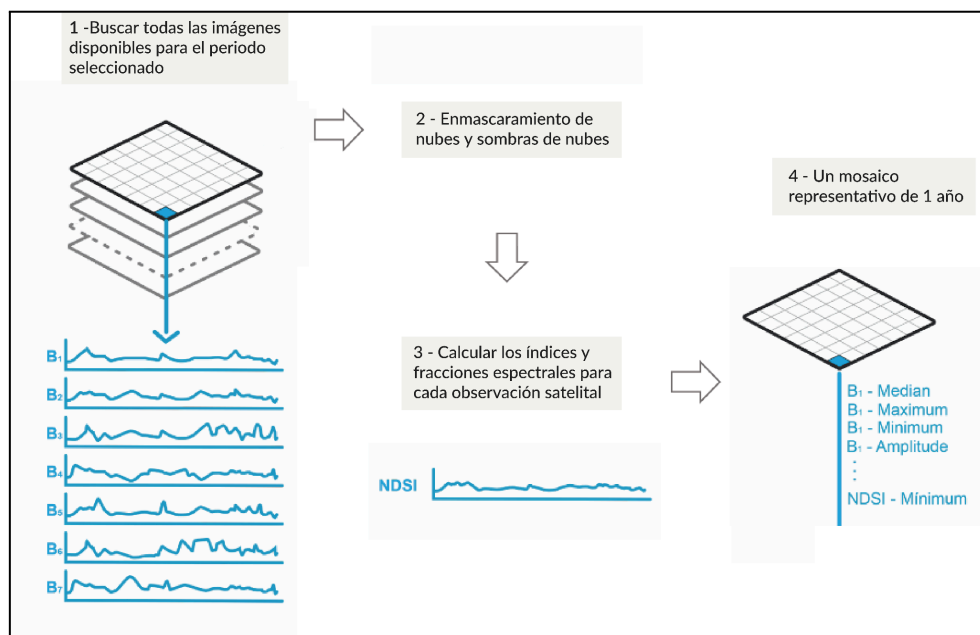 1 -Buscar todas las imágenes
disponibles para el periodo
seleccionado
B₁
B₂
B₃
B₄
B₅
B₆
B₇
2 - Enmascaramiento de
nubes y sombras de nubes
3 - Calcular los índices y
fracciones espectrales para
cada observación satelital
NDSI
4 - Un mosaico
representativo de 1 año
B₁ - Median
B₁ - Maximum
B₁ - Minimum
B₁ - Amplitude
NDSI - Mínimum